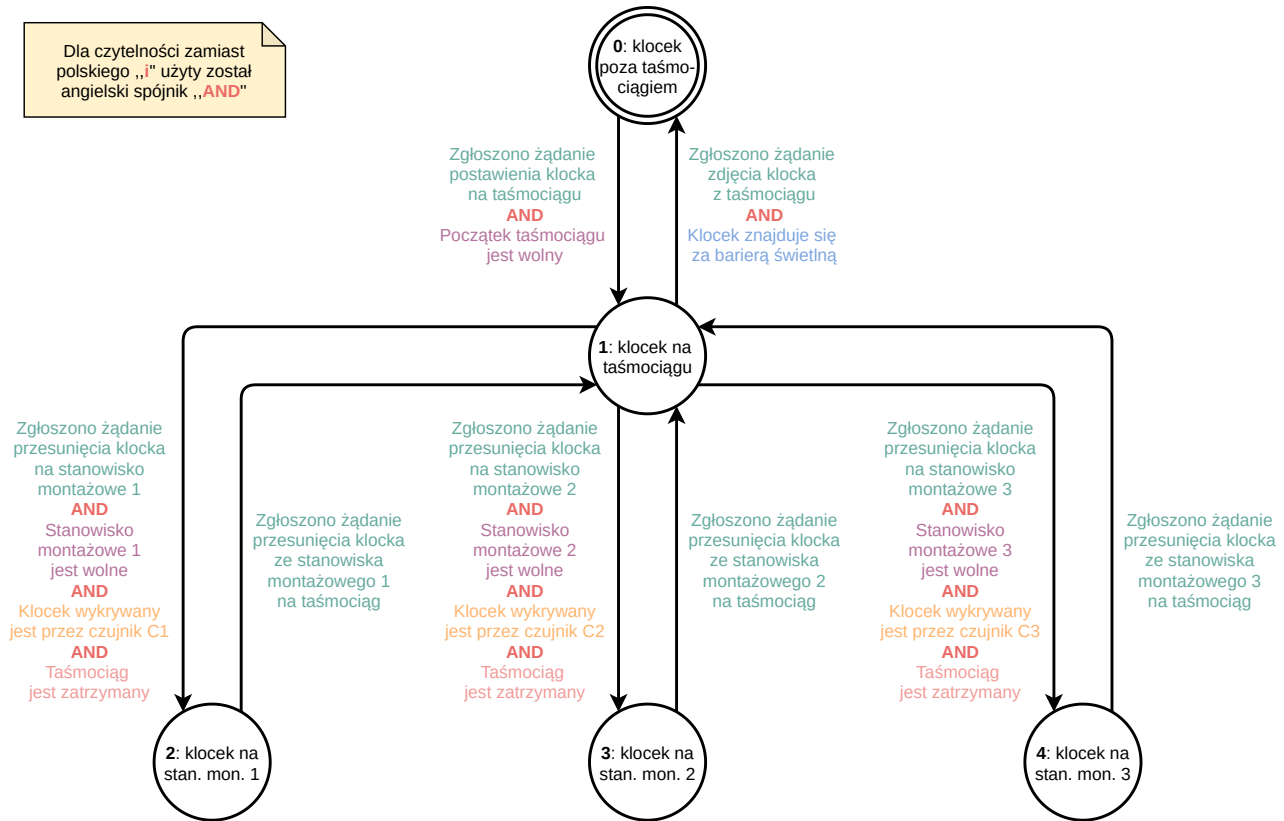 Dla czytelności zamiast
polskiego ,,i" użyty został
angielski spójnik ,,AND"
0: klocek
poza taśmo-
ciągiem
Zgłoszono żądanie
postawienia klocka
na taśmociągu
AND
Początek taśmociągu
jest wolny
Zgłoszono żądanie
zdjęcia klocka
z taśmociągu
AND
Klocek znajduje się
za barierą świetlną
1: klocek na
taśmociągu
Zgłoszono żądanie
przesunięcia klocka
na stanowisko
montażowe 1
AND
Stanowisko
montażowe 1
jest wolne
AND
Klocek wykrywany
jest przez czujnik C1
AND
Taśmociąg
jest zatrzymany
Zgłoszono żądanie
przesunięcia klocka
ze stanowiska
montażowego 1
na taśmociąg
Zgłoszono żądanie
przesunięcia klocka
na stanowisko
montażowe 2
AND
Stanowisko
montażowe 2
jest wolne
AND
Klocek wykrywany
jest przez czujnik C2
AND
Taśmociąg
jest zatrzymany
Zgłoszono żądanie
przesunięcia klocka
ze stanowiska
montażowego 2
na taśmociąg
Zgłoszono żądanie
przesunięcia klocka
na stanowisko
montażowe 3
AND
Stanowisko
montażowe 3
jest wolne
AND
Klocek wykrywany
jest przez czujnik C3
AND
Taśmociąg
jest zatrzymany
Zgłoszono żądanie
przesunięcia klocka
ze stanowiska
montażowego 3
na taśmociąg
2: klocek na
stan. mon. 1
3: klocek na
stan. mon. 2
4: klocek na
stan. mon. 3